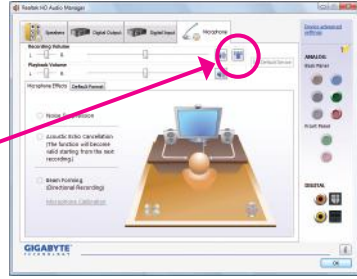 Realtek HD Audio Manager
Speakers
Digital Output
Digital Input
Microphone
Device advanced settings
Recording Volume
L
R
Playback Volume
L
R
Microphone Effects
Default Format
Noise Suppression
Acoustic Echo Cancellation
(The function will become
valid starting from the next
recording)
Beam Forming
(Directional Recording)
Microphone Calibration
ANALOG
Back Panel
Front Panel
DIGITAL
GIGABYTE
TECHNOLOGY
OK